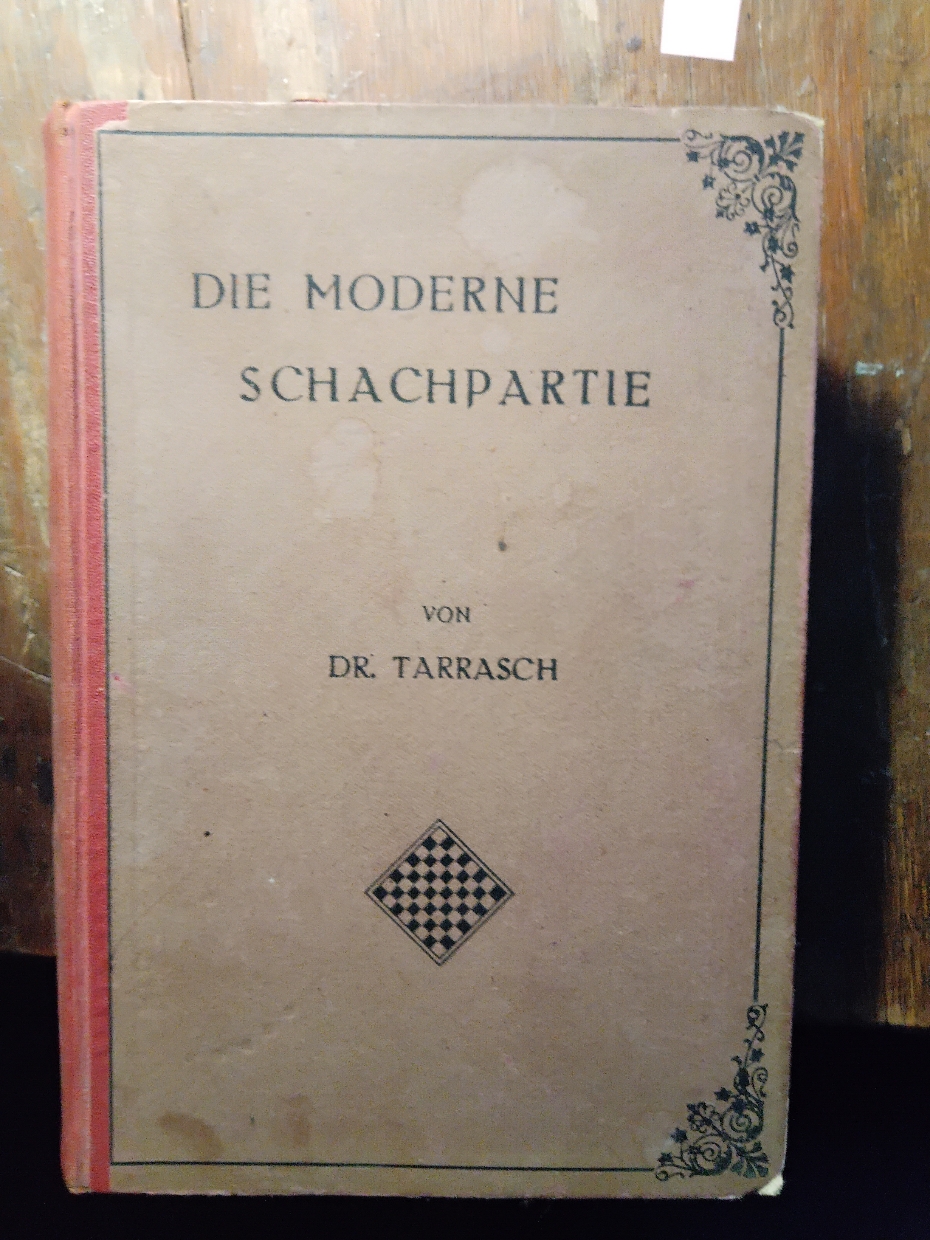 DIE MODERNE
SCHACHPARTIE
VON
DR. TARRASCH